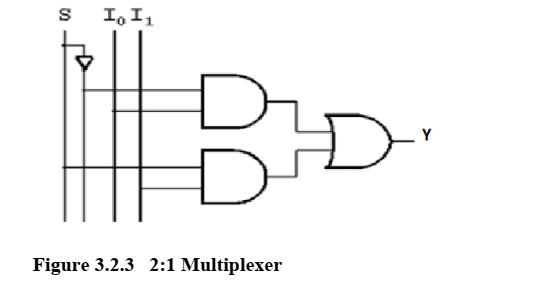 S I₀ I₁
Y
Figure 3.2.3 2:1 Multiplexer